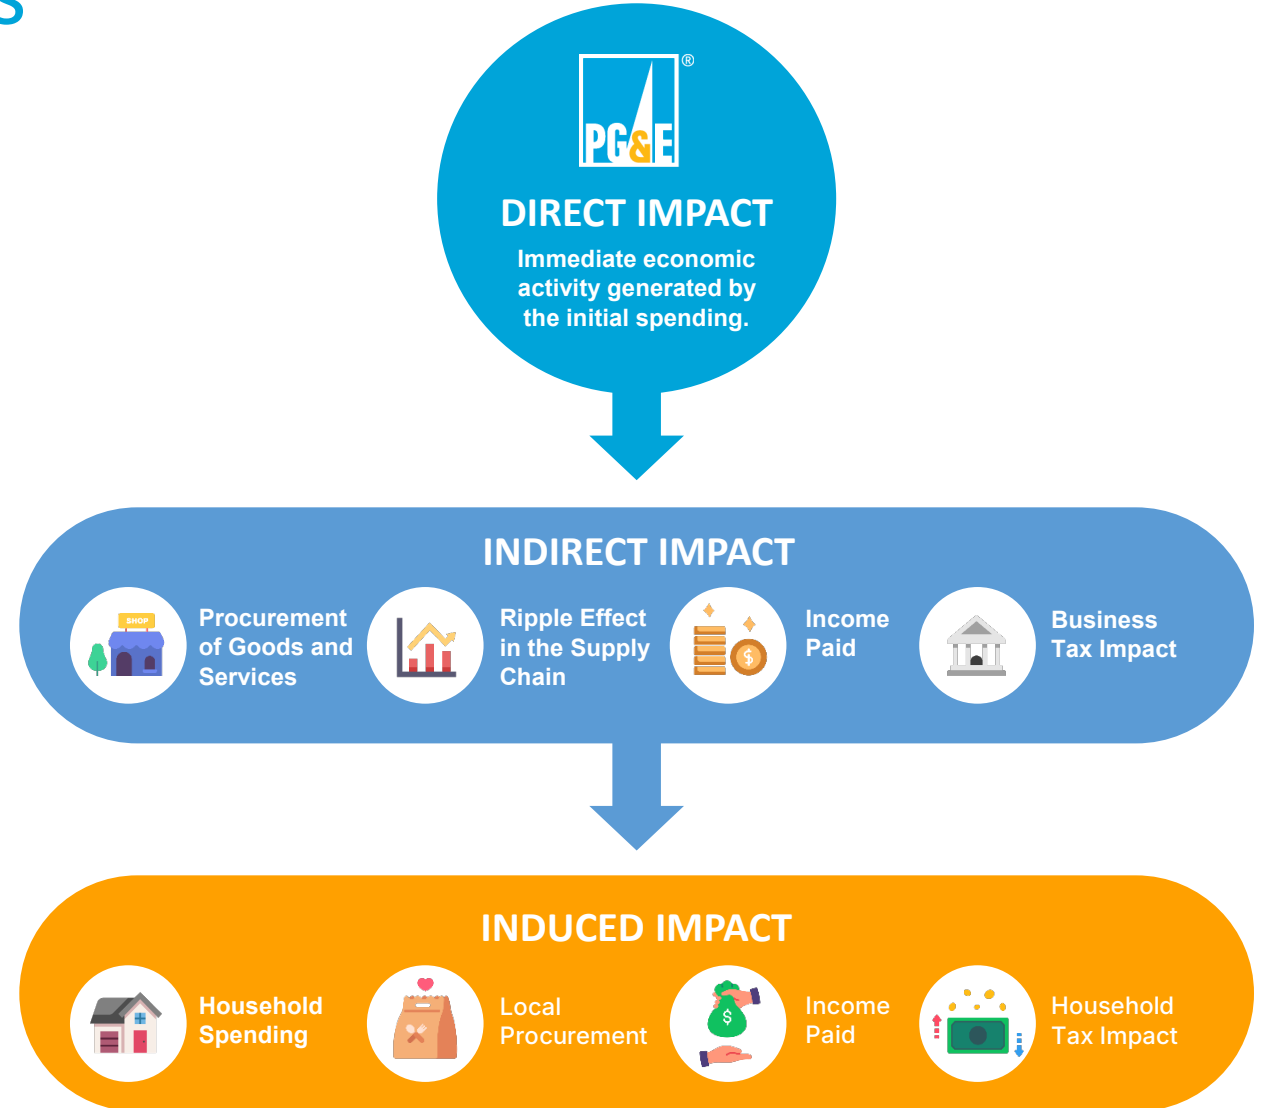 s
PG&E®
DIRECT IMPACT
Immediate economic
activity generated by
the initial spending.
INDIRECT IMPACT
SHOP
Procurement
of Goods and
Services
Ripple Effect
in the Supply
Chain
$
Income
Paid
Business
Tax Impact
INDUCED IMPACT
Household
Spending
Local
Procurement
$
Income
Paid
Household
Tax Impact